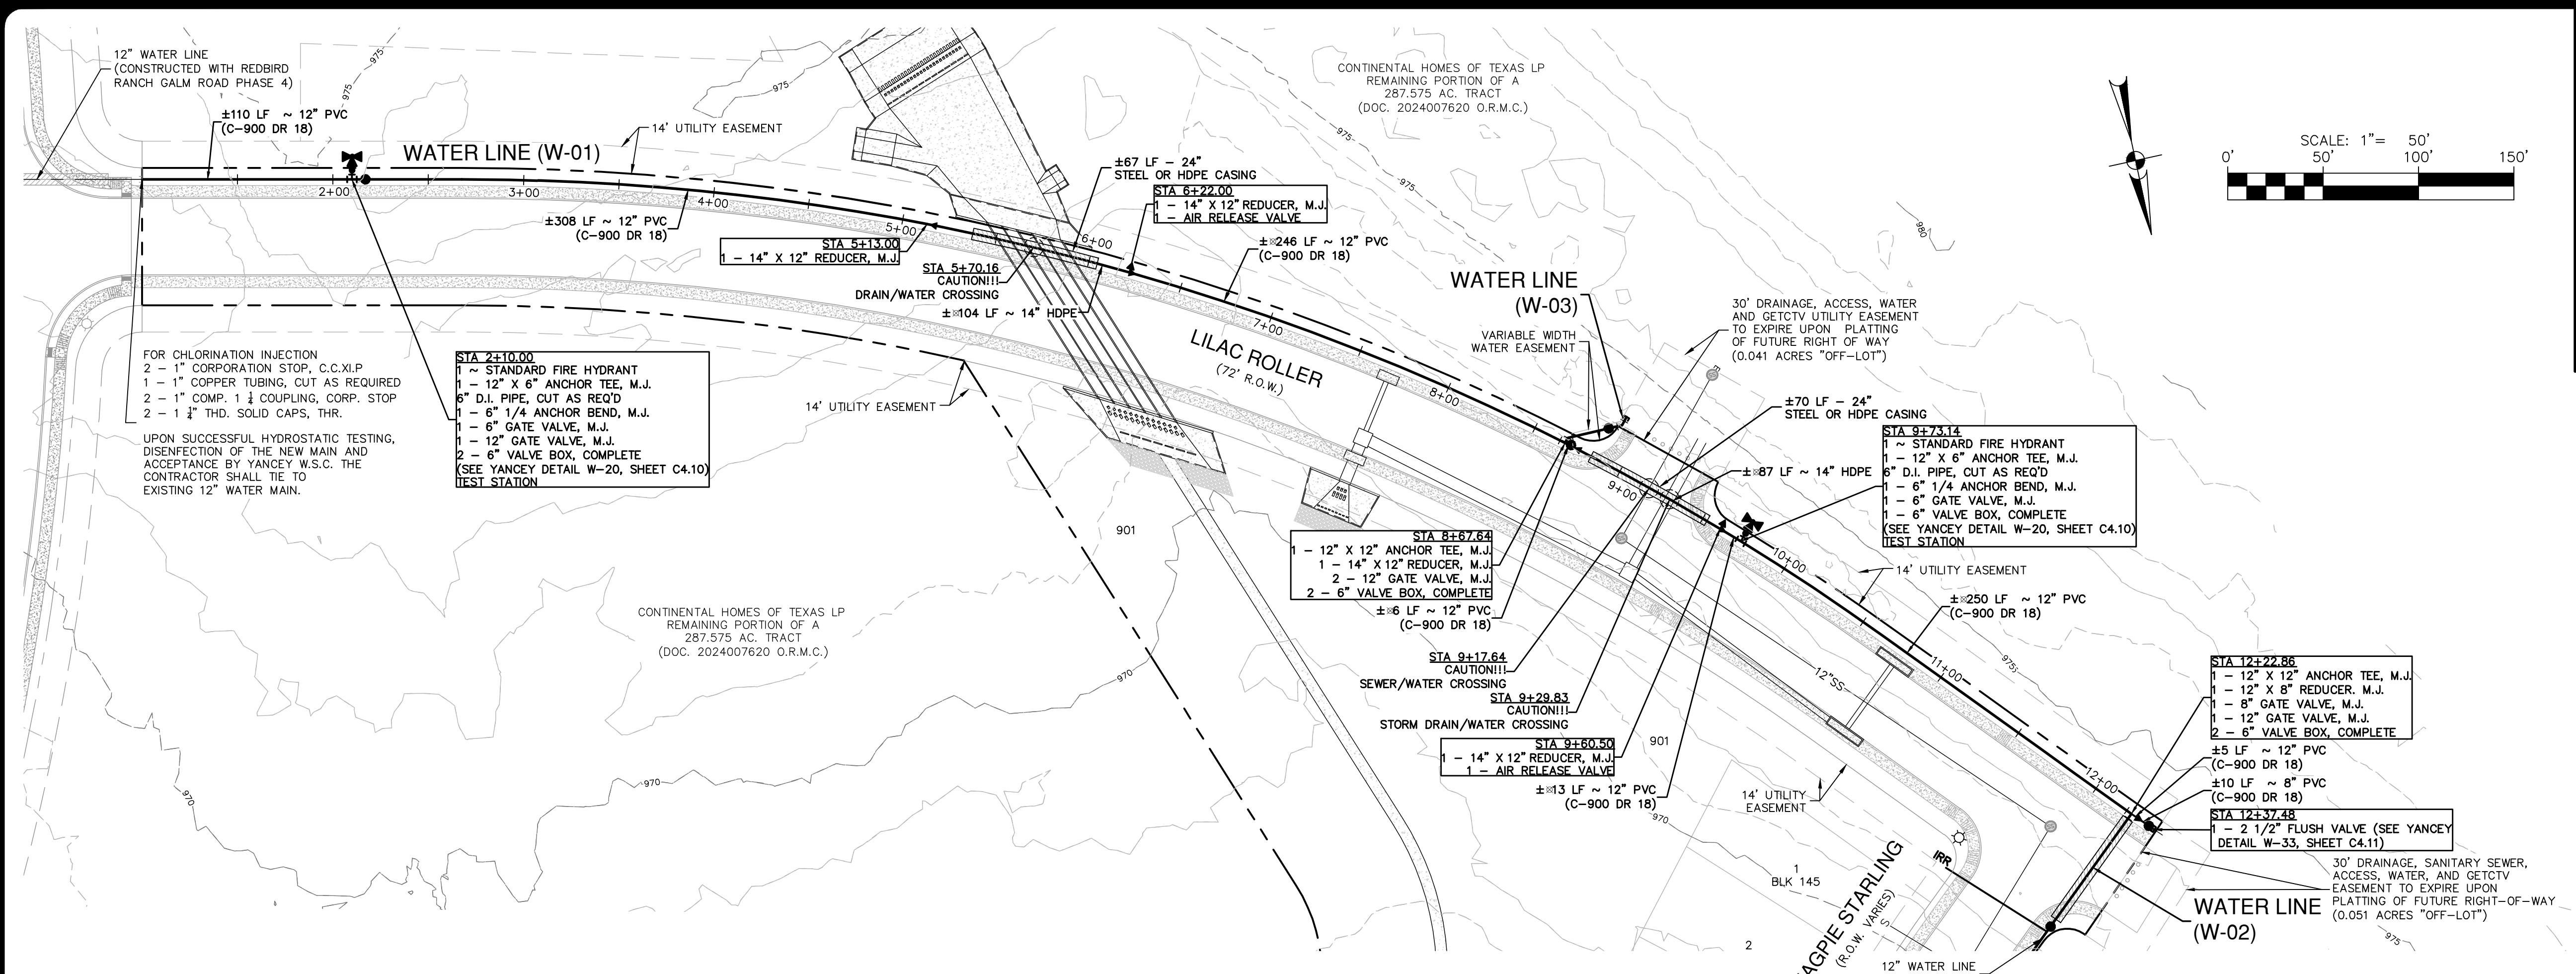 12" WATER LINE
(CONSTRUCTED WITH REDBIRD
RANCH GALM ROAD PHASE 4)
975
975
±110 LF ~ 12" PVC
(C-900 DR 18)
WATER LINE (W-01)
14' UTILITY EASEMENT
975
2+00
3+00
4+00
5+00
6+00
±308 LF ~ 12" PVC
(C-900 DR 18)
STA 5+13.00
1 - 14" X 12" REDUCER, M.J.
STA 5+70.16
CAUTION!!!
DRAIN/WATER CROSSING
±104 LF ~ 14" HDPE
±67 LF - 24"
STEEL OR HDPE CASING
STA 6+22.00
1 - 14" X 12" REDUCER, M.J.
1 - AIR RELEASE VALVE
±246 LF ~ 12" PVC
(C-900 DR 18)
CONTINENTAL HOMES OF TEXAS LP
REMAINING PORTION OF A
287.575 AC. TRACT
(DOC. 2024007620 O.R.M.C.)
975
975
980
SCALE: 1"= 50'
0' 50' 100' 150'
WATER LINE
(W-03)
VARIABLE WIDTH
WATER EASEMENT
30' DRAINAGE, ACCESS, WATER
AND GETCTV UTILITY EASEMENT
TO EXPIRE UPON PLATTING
OF FUTURE RIGHT OF WAY
(0.041 ACRES "OFF-LOT")
7+00
LILAC ROLLER
(72' R.O.W.)
8+00
E
FOR CHLORINATION INJECTION
2 - 1" CORPORATION STOP, C.C.XI.P
1 - 1" COPPER TUBING, CUT AS REQUIRED
2 - 1" COMP. 1 ¼ COUPLING, CORP. STOP
2 - 1 ¼" THD. SOLID CAPS, THR.
UPON SUCCESSFUL HYDROSTATIC TESTING,
DISENFECTION OF THE NEW MAIN AND
ACCEPTANCE BY YANCEY W.S.C. THE
CONTRACTOR SHALL TIE TO
EXISTING 12" WATER MAIN.
STA 2+10.00
1 ~ STANDARD FIRE HYDRANT
1 - 12" X 6" ANCHOR TEE, M.J.
6" D.I. PIPE, CUT AS REQ'D
1 - 6" 1/4 ANCHOR BEND, M.J.
1 - 6" GATE VALVE, M.J.
1 - 12" GATE VALVE, M.J.
2 - 6" VALVE BOX, COMPLETE
(SEE YANCEY DETAIL W-20, SHEET C4.10)
TEST STATION
14' UTILITY EASEMENT
±70 LF - 24"
STEEL OR HDPE CASING
±87 LF ~ 14" HDPE
9+00
STA 9+73.14
1 ~ STANDARD FIRE HYDRANT
1 - 12" X 6" ANCHOR TEE, M.J.
6" D.I. PIPE, CUT AS REQ'D
1 - 6" 1/4 ANCHOR BEND, M.J.
1 - 6" GATE VALVE, M.J.
1 - 6" VALVE BOX, COMPLETE
(SEE YANCEY DETAIL W-20, SHEET C4.10)
TEST STATION
901
STA 8+67.64
1 - 12" X 12" ANCHOR TEE, M.J.
1 - 14" X 12" REDUCER, M.J.
2 - 12" GATE VALVE, M.J.
2 - 6" VALVE BOX, COMPLETE
±6 LF ~ 12" PVC
(C-900 DR 18)
10+00
14' UTILITY EASEMENT
±250 LF ~ 12" PVC
(C-900 DR 18)
CONTINENTAL HOMES OF TEXAS LP
REMAINING PORTION OF A
287.575 AC. TRACT
(DOC. 2024007620 O.R.M.C.)
970
STA 9+17.64
CAUTION!!!
SEWER/WATER CROSSING
STA 9+29.83
CAUTION!!!
STORM DRAIN/WATER CROSSING
12"SS
11+00
975
901
STA 9+60.50
1 - 14" X 12" REDUCER, M.J.
1 - AIR RELEASE VALVE
±13 LF ~ 12" PVC
(C-900 DR 18)
14' UTILITY
EASEMENT
970
12+00
STA 12+22.86
1 - 12" X 12" ANCHOR TEE, M.J.
1 - 12" X 8" REDUCER. M.J.
1 - 8" GATE VALVE, M.J.
1 - 12" GATE VALVE, M.J.
2 - 6" VALVE BOX, COMPLETE
±5 LF ~ 12" PVC
(C-900 DR 18)
±10 LF ~ 8" PVC
(C-900 DR 18)
STA 12+37.48
1 - 2 1/2" FLUSH VALVE (SEE YANCEY
DETAIL W-33, SHEET C4.11)
30' DRAINAGE, SANITARY SEWER,
ACCESS, WATER, AND GETCTV
EASEMENT TO EXPIRE UPON
PLATTING OF FUTURE RIGHT-OF-WAY
(0.051 ACRES "OFF-LOT")
970
970
1
BLK 145
2
AGPIE STARLING
(R.O.W. VARIES)
S
IRR
WATER LINE
(W-02)
975
12" WATER LINE